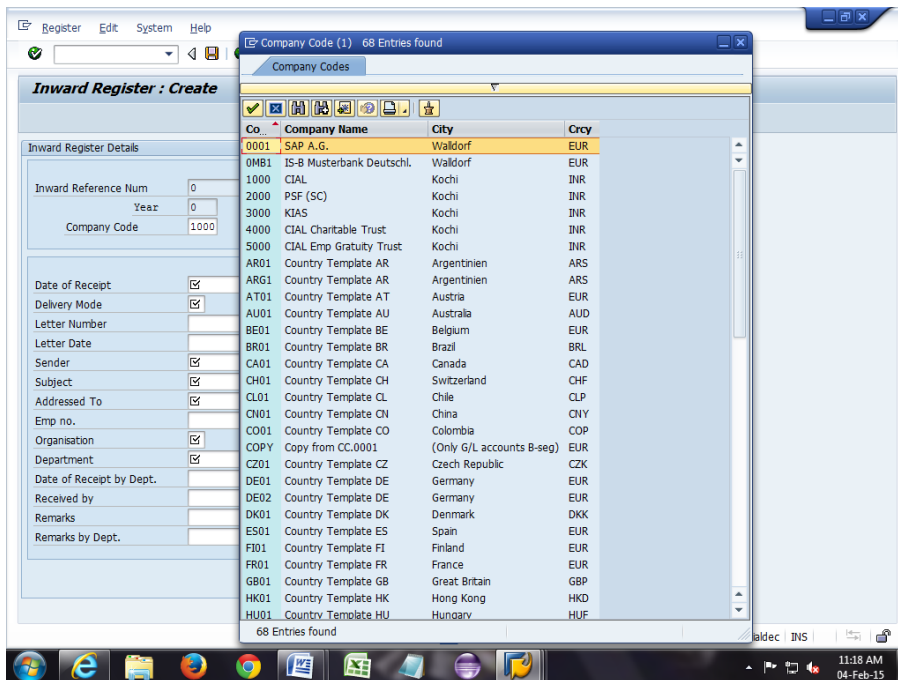 Register Edit System Help
Inward Register : Create
Inward Register Details
Inward Reference Num 0
Year 0
Company Code 1000
Date of Receipt
Delivery Mode
Letter Number
Letter Date
Sender
Subject
Addressed To
Emp no.
Organisation
Department
Date of Receipt by Dept.
Received by
Remarks
Remarks by Dept.
Company Code (1) 68 Entries found
Company Codes
Co... Company Name City Crcy
0001 SAP A.G. Walldorf EUR
0MB1 IS-B Musterbank Deutschl. Walldorf EUR
1000 CIAL Kochi INR
2000 PSF (SC) Kochi INR
3000 KIAS Kochi INR
4000 CIAL Charitable Trust Kochi INR
5000 CIAL Emp Gratuity Trust Kochi INR
AR01 Country Template AR Argentinien ARS
ARG1 Country Template AR Argentinien ARS
AT01 Country Template AT Austria EUR
AU01 Country Template AU Australia AUD
BE01 Country Template BE Belgium EUR
BR01 Country Template BR Brazil BRL
CA01 Country Template CA Canada CAD
CH01 Country Template CH Switzerland CHF
CL01 Country Template CL Chile CLP
CN01 Country Template CN China CNY
CO01 Country Template CO Colombia COP
COPY Copy from CC.0001 (Only G/L accounts B-seg) EUR
CZ01 Country Template CZ Czech Republic CZK
DE01 Country Template DE Germany EUR
DE02 Country Template DE Germany EUR
DK01 Country Template DK Denmark DKK
ES01 Country Template ES Spain EUR
FI01 Country Template FI Finland EUR
FR01 Country Template FR France EUR
GB01 Country Template GB Great Britain GBP
HK01 Country Template HK Hong Kong HKD
HU01 Country Template HU Hungary HUF
68 Entries found
ialdec INS
11:18 AM
04-Feb-15